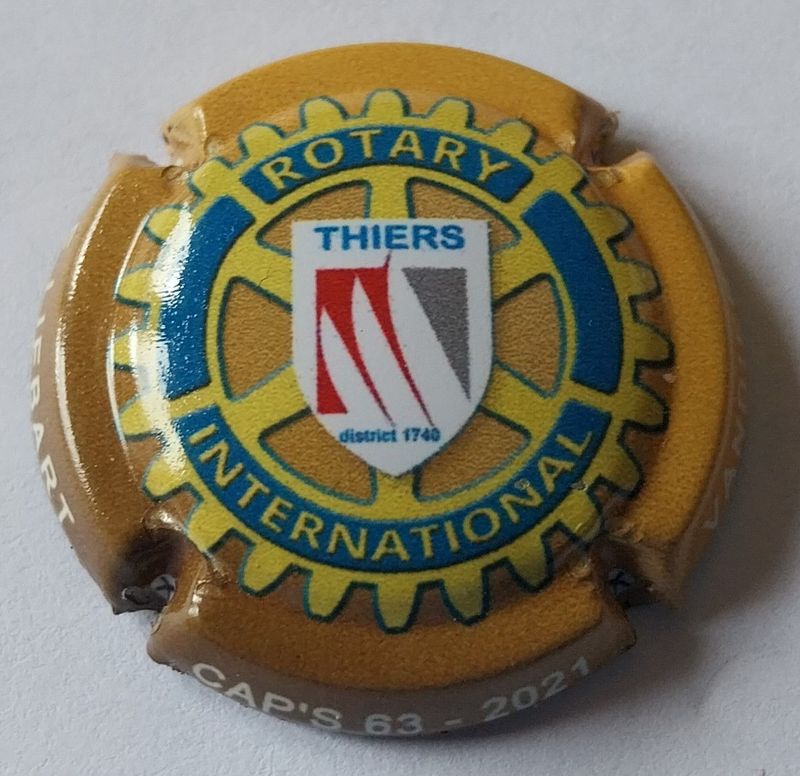 ROTARY
THIERS
district 1740
INTERNATIONAL
CAP'S 63 - 2021